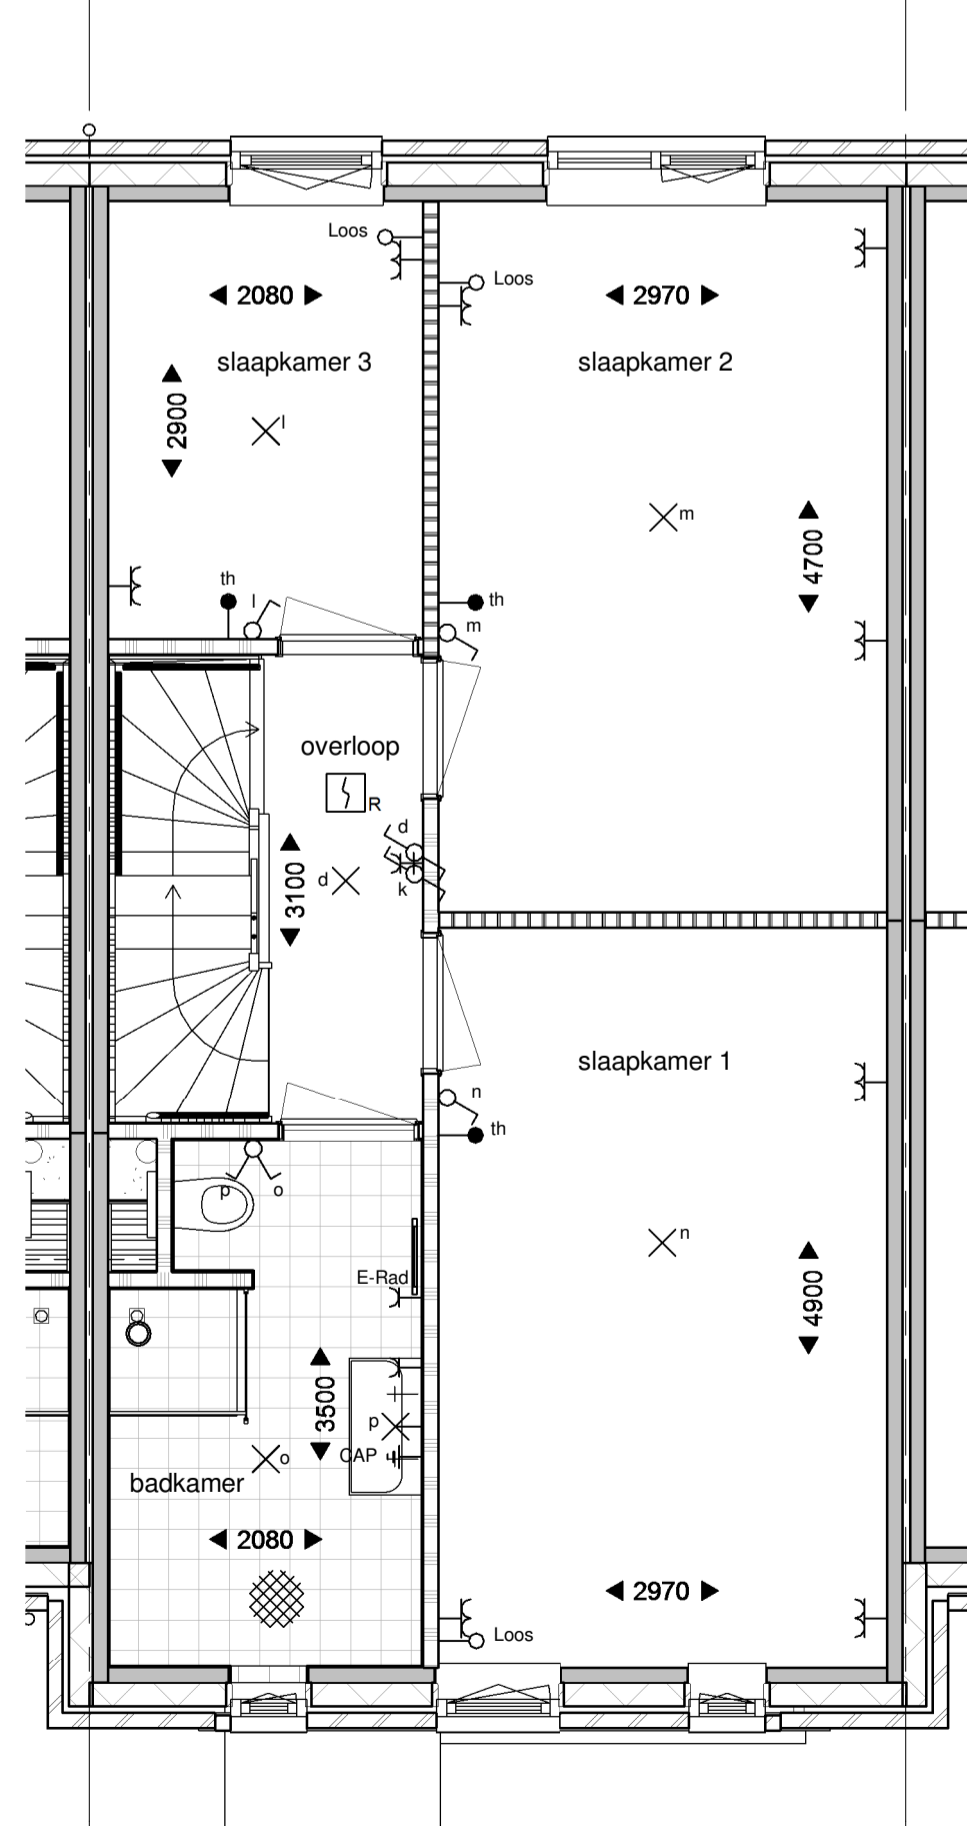 Loos
Loos
2080
2970
slaapkamer 3
slaapkamer 2
2900
l
m
4700
th
l
th
m
overloop
R
d
d
k
3100
slaapkamer 1
n
th
p
o
n
E-Rad
4900
3500
p
CAP
o
badkamer
2080
2970
Loos